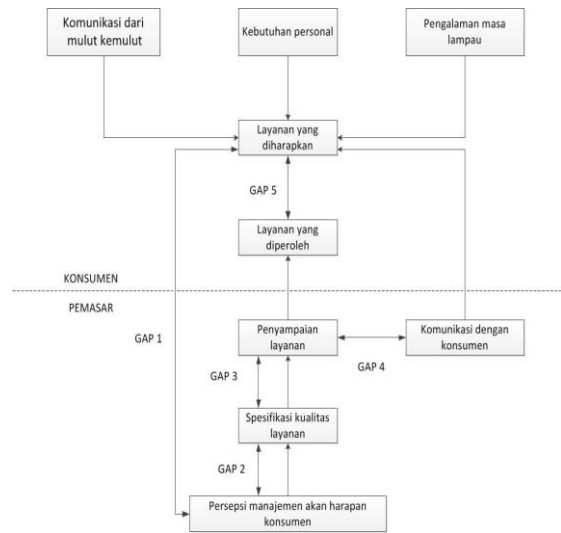 Komunikasi dari
mulut kemulut
Kebutuhan personal
Pengalaman masa
lampau
Layanan yang
diharapkan
GAP 5
Layanan yang
diperoleh
KONSUMEN
PEMASAR
GAP 1
Penyampaian
layanan
Komunikasi dengan
konsumen
GAP 4
GAP 3
Spesifikasi kualitas
layanan
GAP 2
Persepsi manajemen akan harapan
konsumen